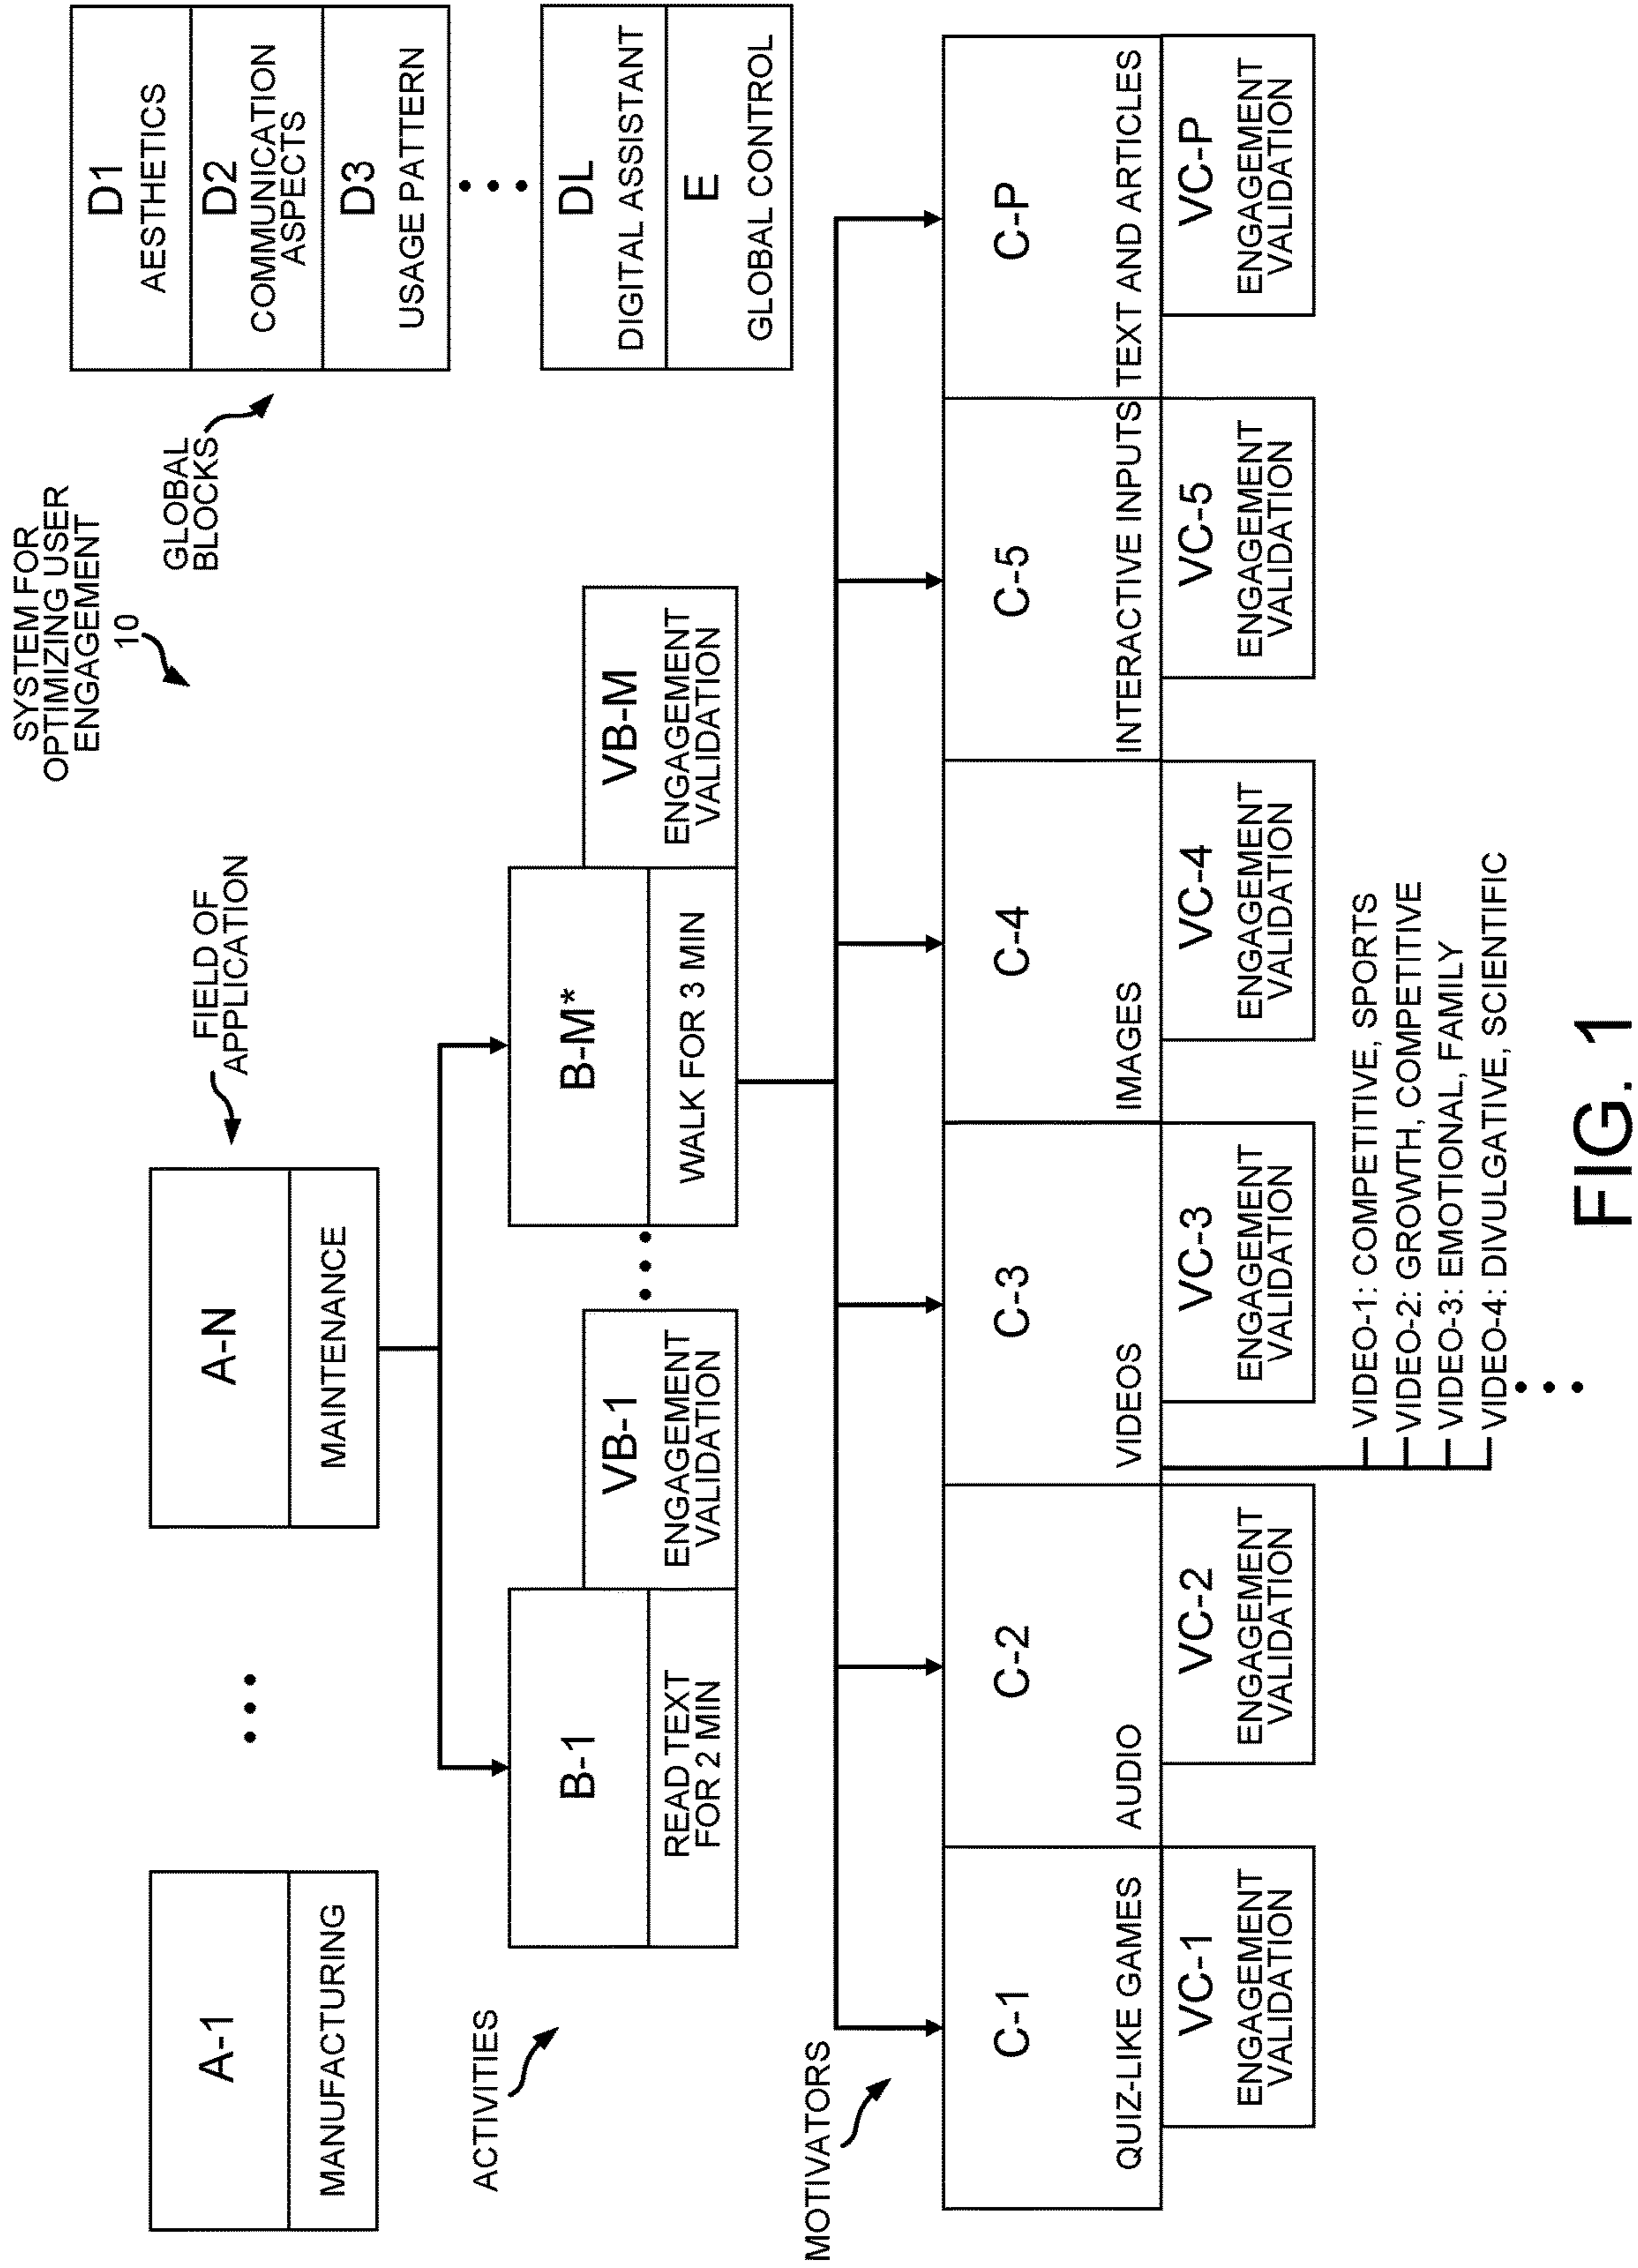 SYSTEM FOR
OPTIMIZING USER
ENGAGEMENT
10
GLOBAL
BLOCKS
D1
AESTHETICS
D2
COMMUNICATION
ASPECTS
D3
USAGE PATTERN
DL
DIGITAL ASSISTANT
E
GLOBAL CONTROL
FIELD OF
APPLICATION
A-1
MANUFACTURING
A-N
MAINTENANCE
ACTIVITIES
B-1
READ TEXT
FOR 2 MIN
VB-1
ENGAGEMENT
VALIDATION
B-M*
WALK FOR 3 MIN
VB-M
ENGAGEMENT
VALIDATION
MOTIVATORS
C-1
QUIZ-LIKE GAMES
VC-1
ENGAGEMENT
VALIDATION
C-2
AUDIO
VC-2
ENGAGEMENT
VALIDATION
C-3
VIDEOS
VC-3
ENGAGEMENT
VALIDATION
C-4
IMAGES
VC-4
ENGAGEMENT
VALIDATION
C-5
INTERACTIVE INPUTS
VC-5
ENGAGEMENT
VALIDATION
C-P
TEXT AND ARTICLES
VC-P
ENGAGEMENT
VALIDATION
VIDEO-1: COMPETITIVE, SPORTS
VIDEO-2: GROWTH, COMPETITIVE
VIDEO-3: EMOTIONAL, FAMILY
VIDEO-4: DIVULGATIVE, SCIENTIFIC
FIG. 1